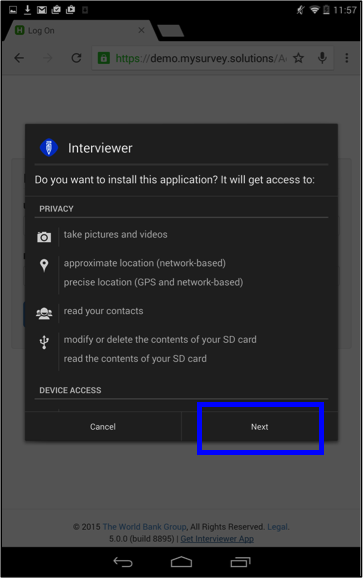 11:57
Log On
https://demo.mysurvey.solutions/A
Interviewer
Do you want to install this application? It will get access to:
PRIVACY
take pictures and videos
approximate location (network-based)
precise location (GPS and network-based)
read your contacts
modify or delete the contents of your SD card
read the contents of your SD card
DEVICE ACCESS
Cancel
Next
© 2015 The World Bank Group, All Rights Reserved. Legal.
5.0.0 (build 8895) | Get Interviewer App